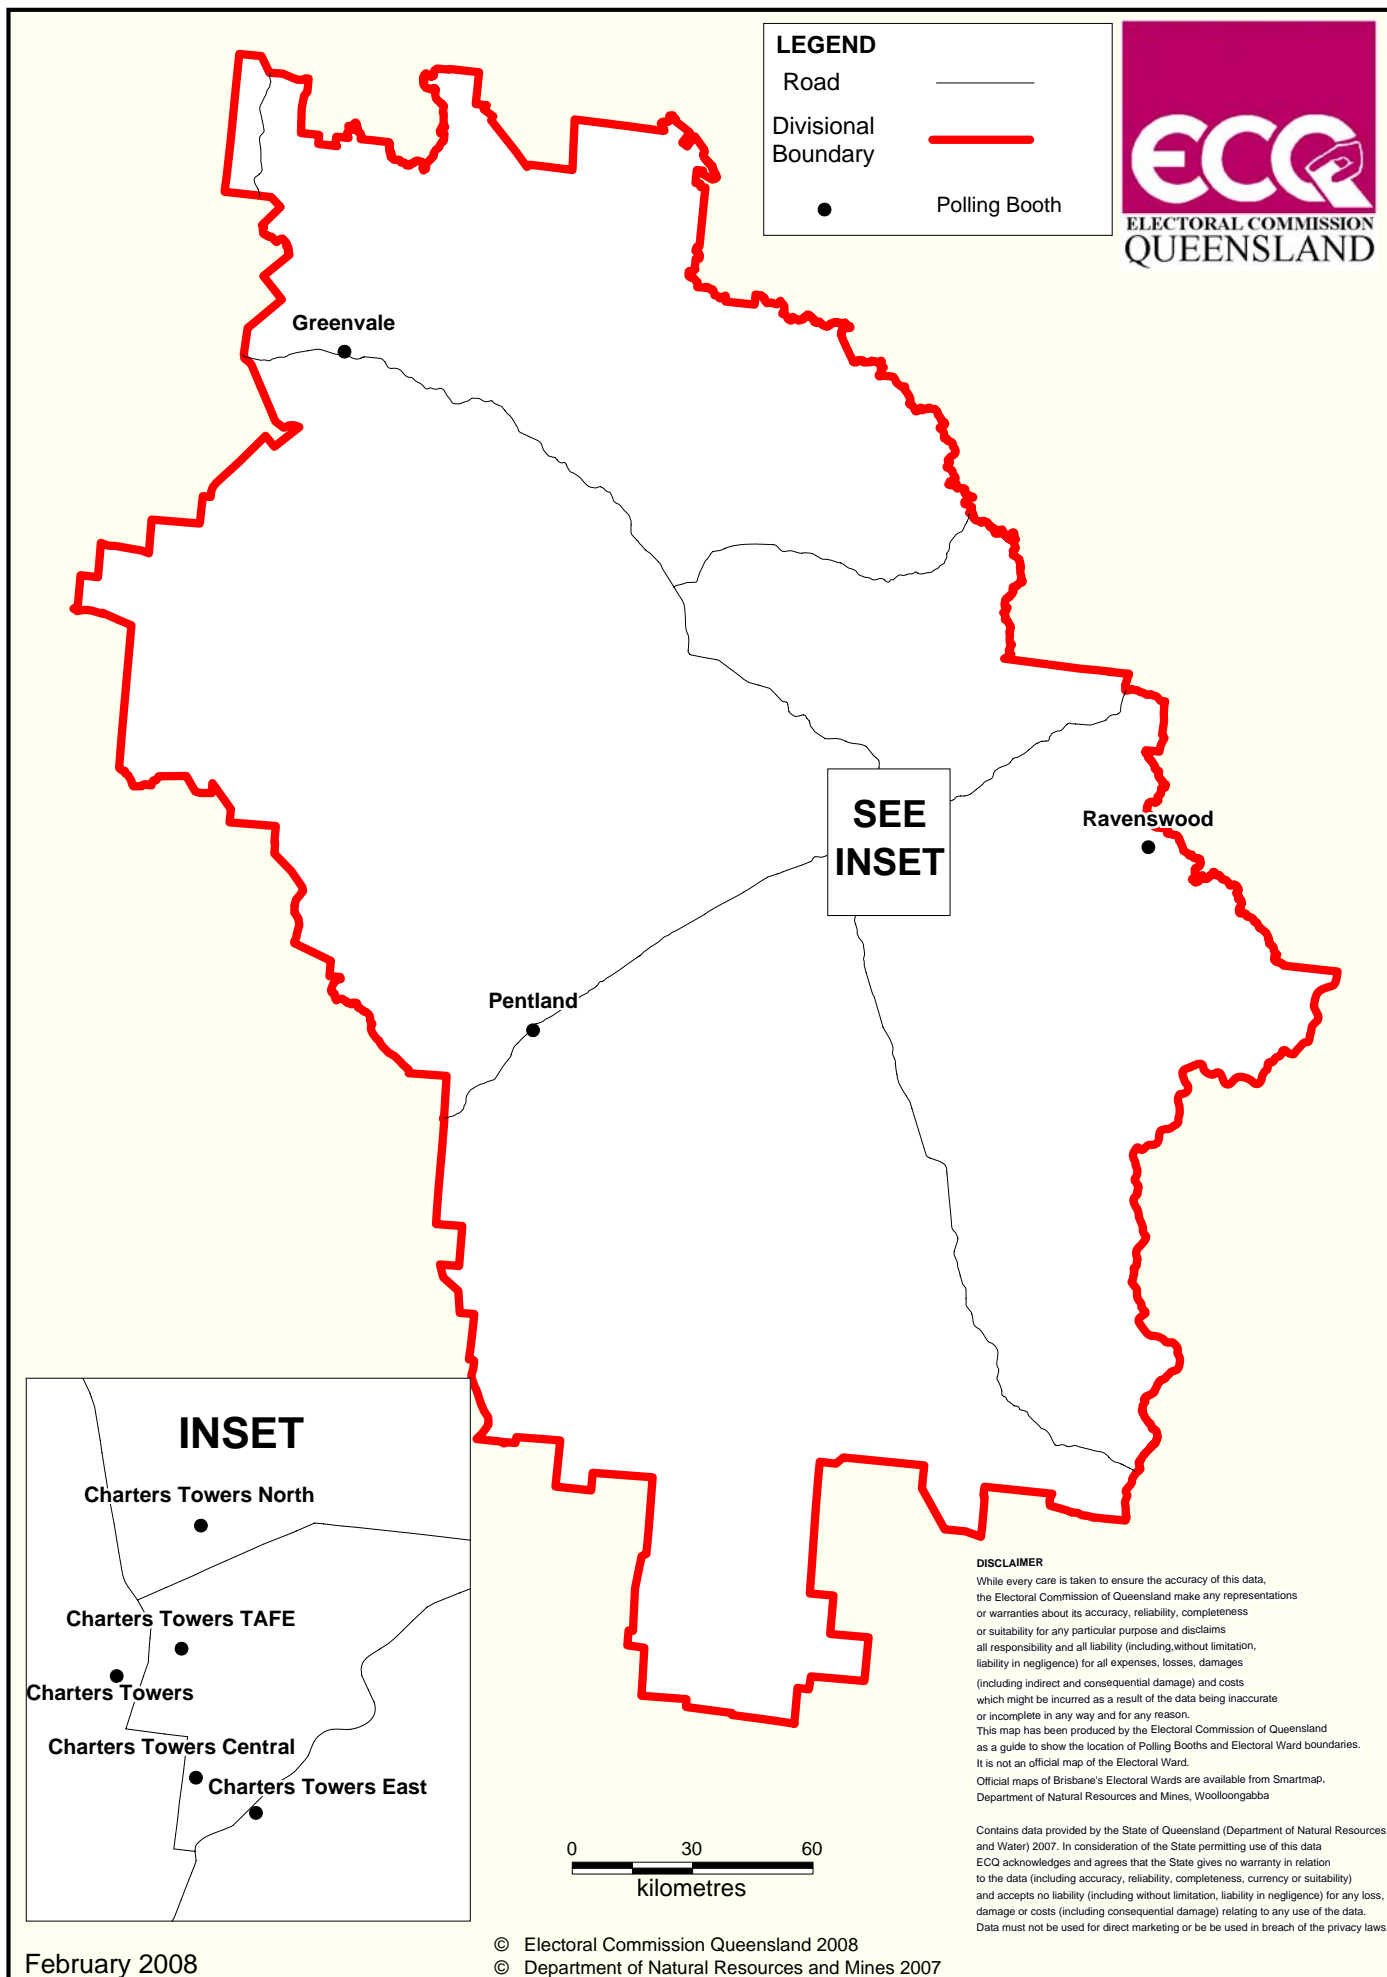 LEGEND
Road
Divisional
Boundary
Polling Booth
ECQ
ELECTORAL COMMISSION
QUEENSLAND
Greenvale
SEE
INSET
Ravenswood
Pentland
INSET
Charters Towers North
Charters Towers TAFE
Charters Towers
Charters Towers Central
Charters Towers East
0 30 60
kilometres
DISCLAIMER
While every care is taken to ensure the accuracy of this data,
the Electoral Commission of Queensland make any representations
or warranties about its accuracy, reliability, completeness
or suitability for any particular purpose and disclaims
all responsibility and all liability (including,without limitation,
liability in negligence) for all expenses, losses, damages
(including indirect and consequential damage) and costs
which might be incurred as a result of the data being inaccurate
or incomplete in any way and for any reason.
This map has been produced by the Electoral Commission of Queensland
as a guide to show the location of Polling Booths and Electoral Ward boundaries.
It is not an official map of the Electoral Ward.
Official maps of Brisbane's Electoral Wards are available from Smartmap,
Department of Natural Resources and Mines, Woolloongabba
Contains data provided by the State of Queensland (Department of Natural Resources
and Water) 2007. In consideration of the State permitting use of this data
ECQ acknowledges and agrees that the State gives no warranty in relation
to the data (including accuracy, reliability, completeness, currency or suitability)
and accepts no liability (including without limitation, liability in negligence) for any loss,
damage or costs (including consequential damage) relating to any use of the data.
Data must not be used for direct marketing or be be used in breach of the privacy laws
February 2008
© Electoral Commission Queensland 2008
© Department of Natural Resources and Mines 2007